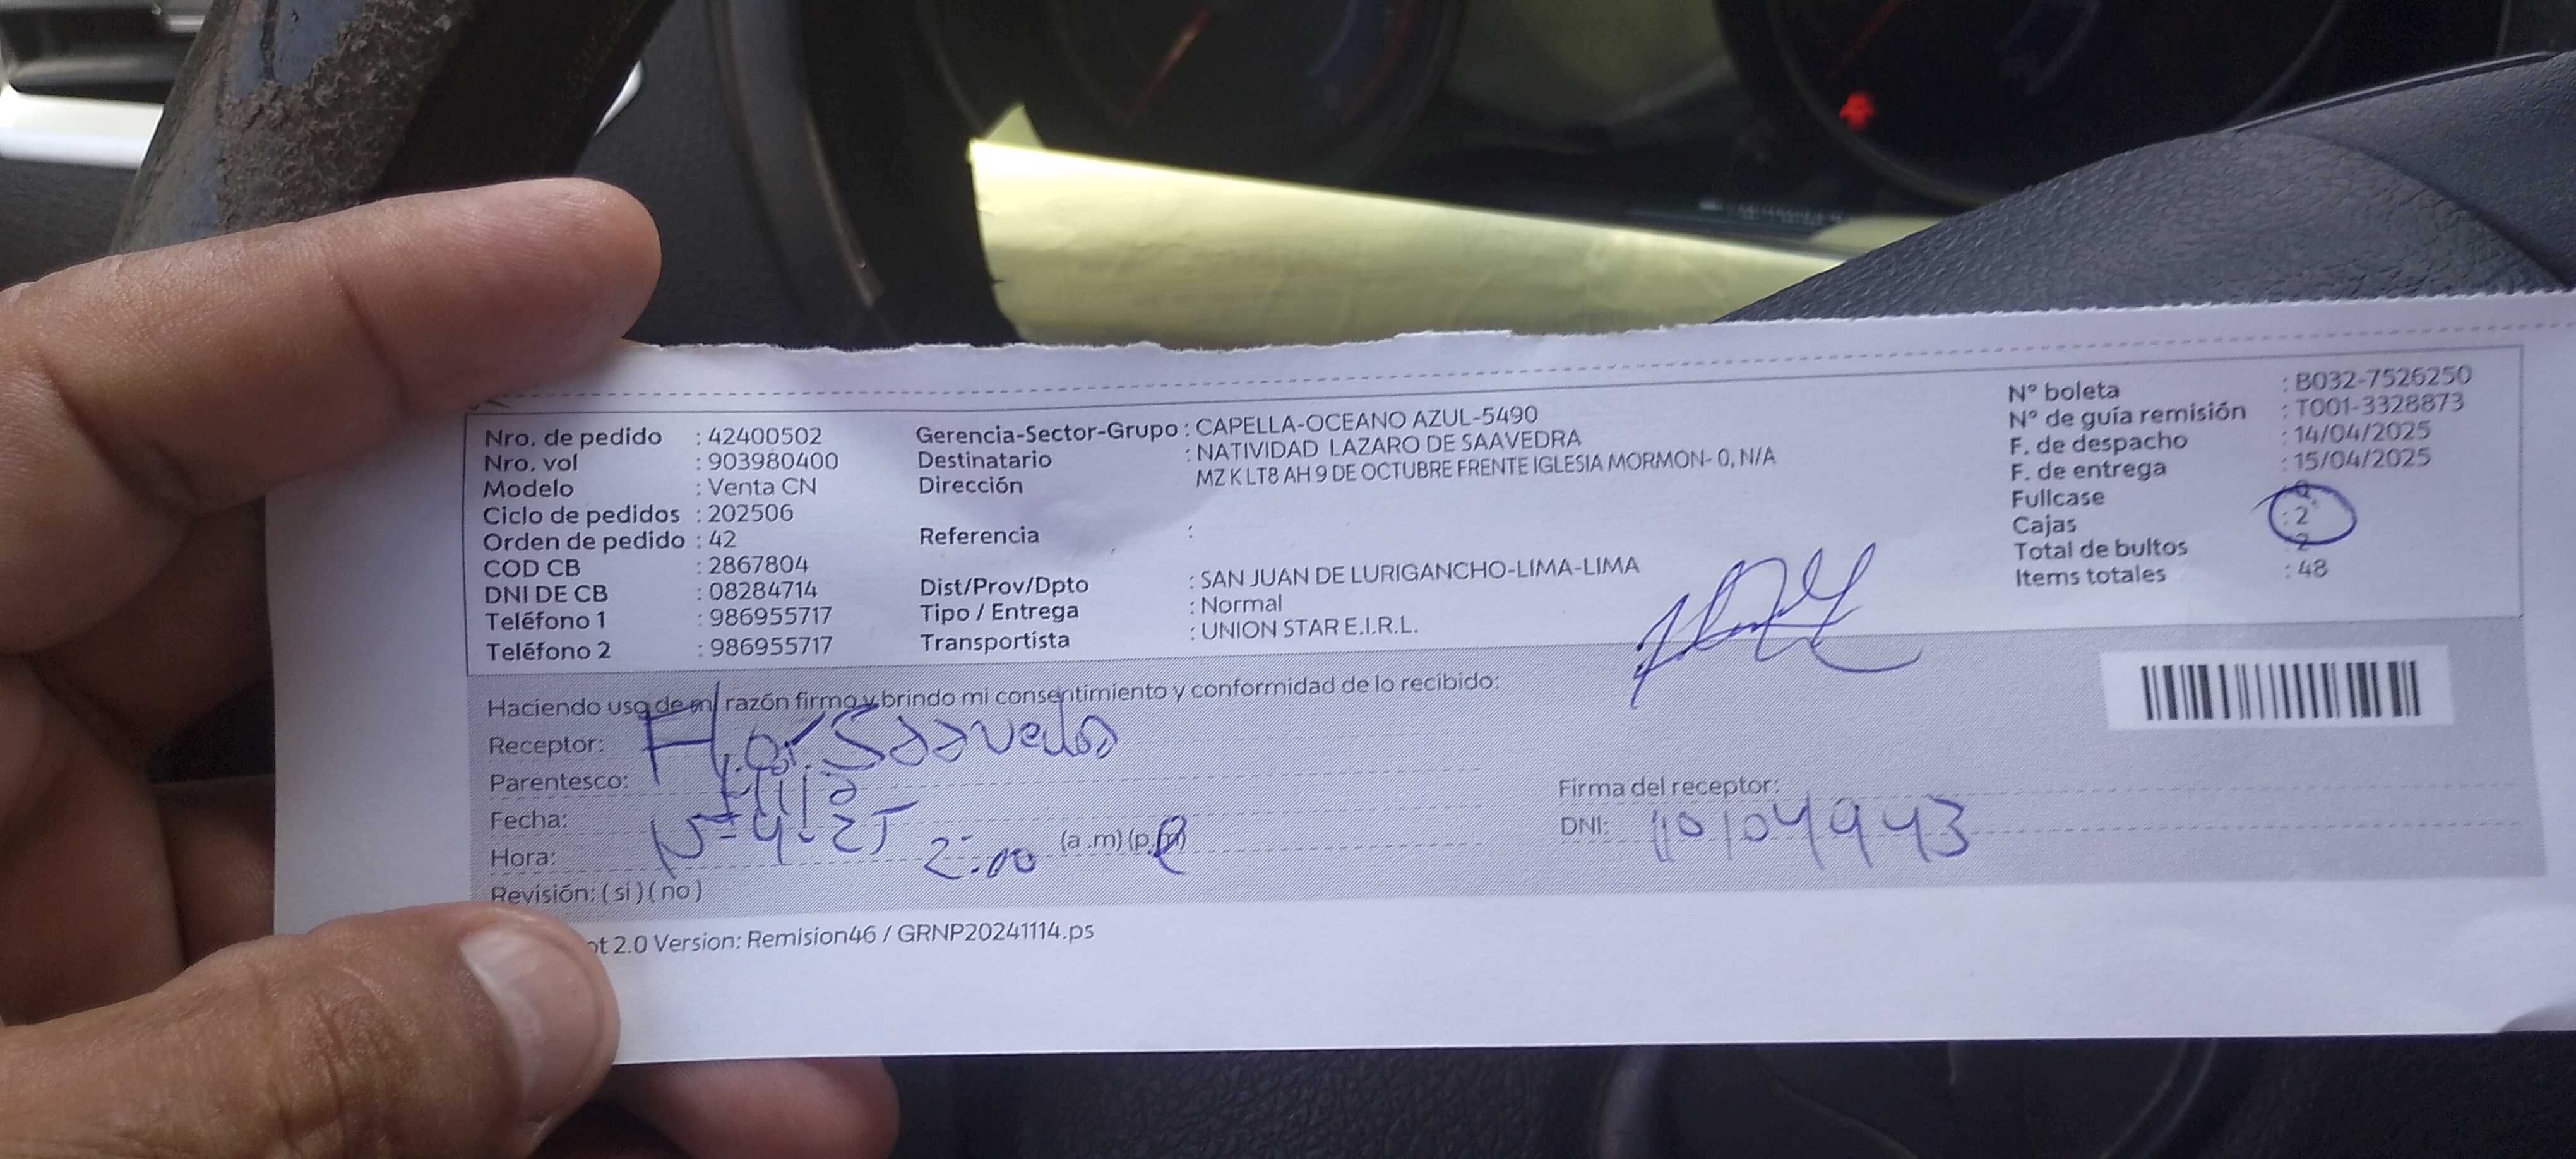 Nro. de pedido : 42400502
Nro. vol : 903980400
Modelo : Venta CN
Ciclo de pedidos : 202506
Orden de pedido : 42
COD CB : 2867804
DNI DE CB : 08284714
Teléfono 1 : 986955717
Teléfono 2 : 986955717
Gerencia-Sector-Grupo : CAPELLA-OCEANO AZUL-5490
Destinatario : NATIVIDAD LAZARO DE SAAVEDRA
Dirección MZ K LT8 AH 9 DE OCTUBRE FRENTE IGLESIA MORMON- 0, N/A
Referencia :
Dist/Prov/Dpto : SAN JUAN DE LURIGANCHO-LIMA-LIMA
Tipo / Entrega : Normal
Transportista : UNION STAR E.I.R.L.
N° boleta : B032-7526250
N° de guía remisión : T001-3328873
F. de despacho : 14/04/2025
F. de entrega : 15/04/2025
Fullcase : 0
Cajas : 2
Total de bultos : 2
Items totales : 48
Haciendo uso de mi razón firmo y brindo mi consentimiento y conformidad de lo recibido:
Receptor: Flor Saavedra
Parentesco: Hija
Fecha: 15-4-25
Hora: 2:00 (a .m) (p.m)
Revisión: ( si ) ( no )
Firma del receptor:
DNI:
ot 2.0 Version: Remision46 / GRNP20241114.ps